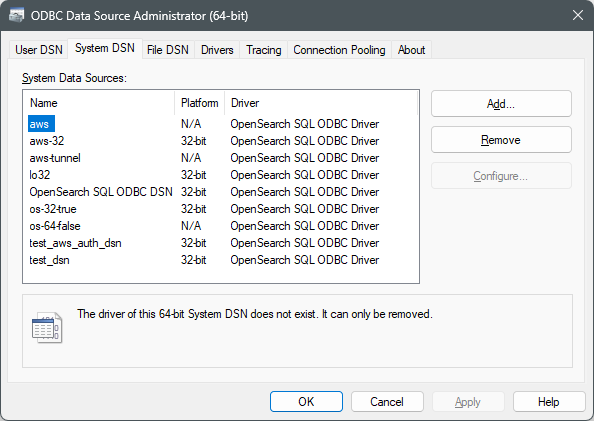 ODBC Data Source Administrator (64-bit)
User DSN System DSN File DSN Drivers Tracing Connection Pooling About
System Data Sources:
Name Platform Driver
aws N/A OpenSearch SQL ODBC Driver
aws-32 32-bit OpenSearch SQL ODBC Driver
aws-tunnel N/A OpenSearch SQL ODBC Driver
lo32 32-bit OpenSearch SQL ODBC Driver
OpenSearch SQL ODBC DSN 32-bit OpenSearch SQL ODBC Driver
os-32-true 32-bit OpenSearch SQL ODBC Driver
os-64-false N/A OpenSearch SQL ODBC Driver
test_aws_auth_dsn 32-bit OpenSearch SQL ODBC Driver
test_dsn 32-bit OpenSearch SQL ODBC Driver
Add...
Remove
Configure...
The driver of this 64-bit System DSN does not exist. It can only be removed.
OK Cancel Apply Help